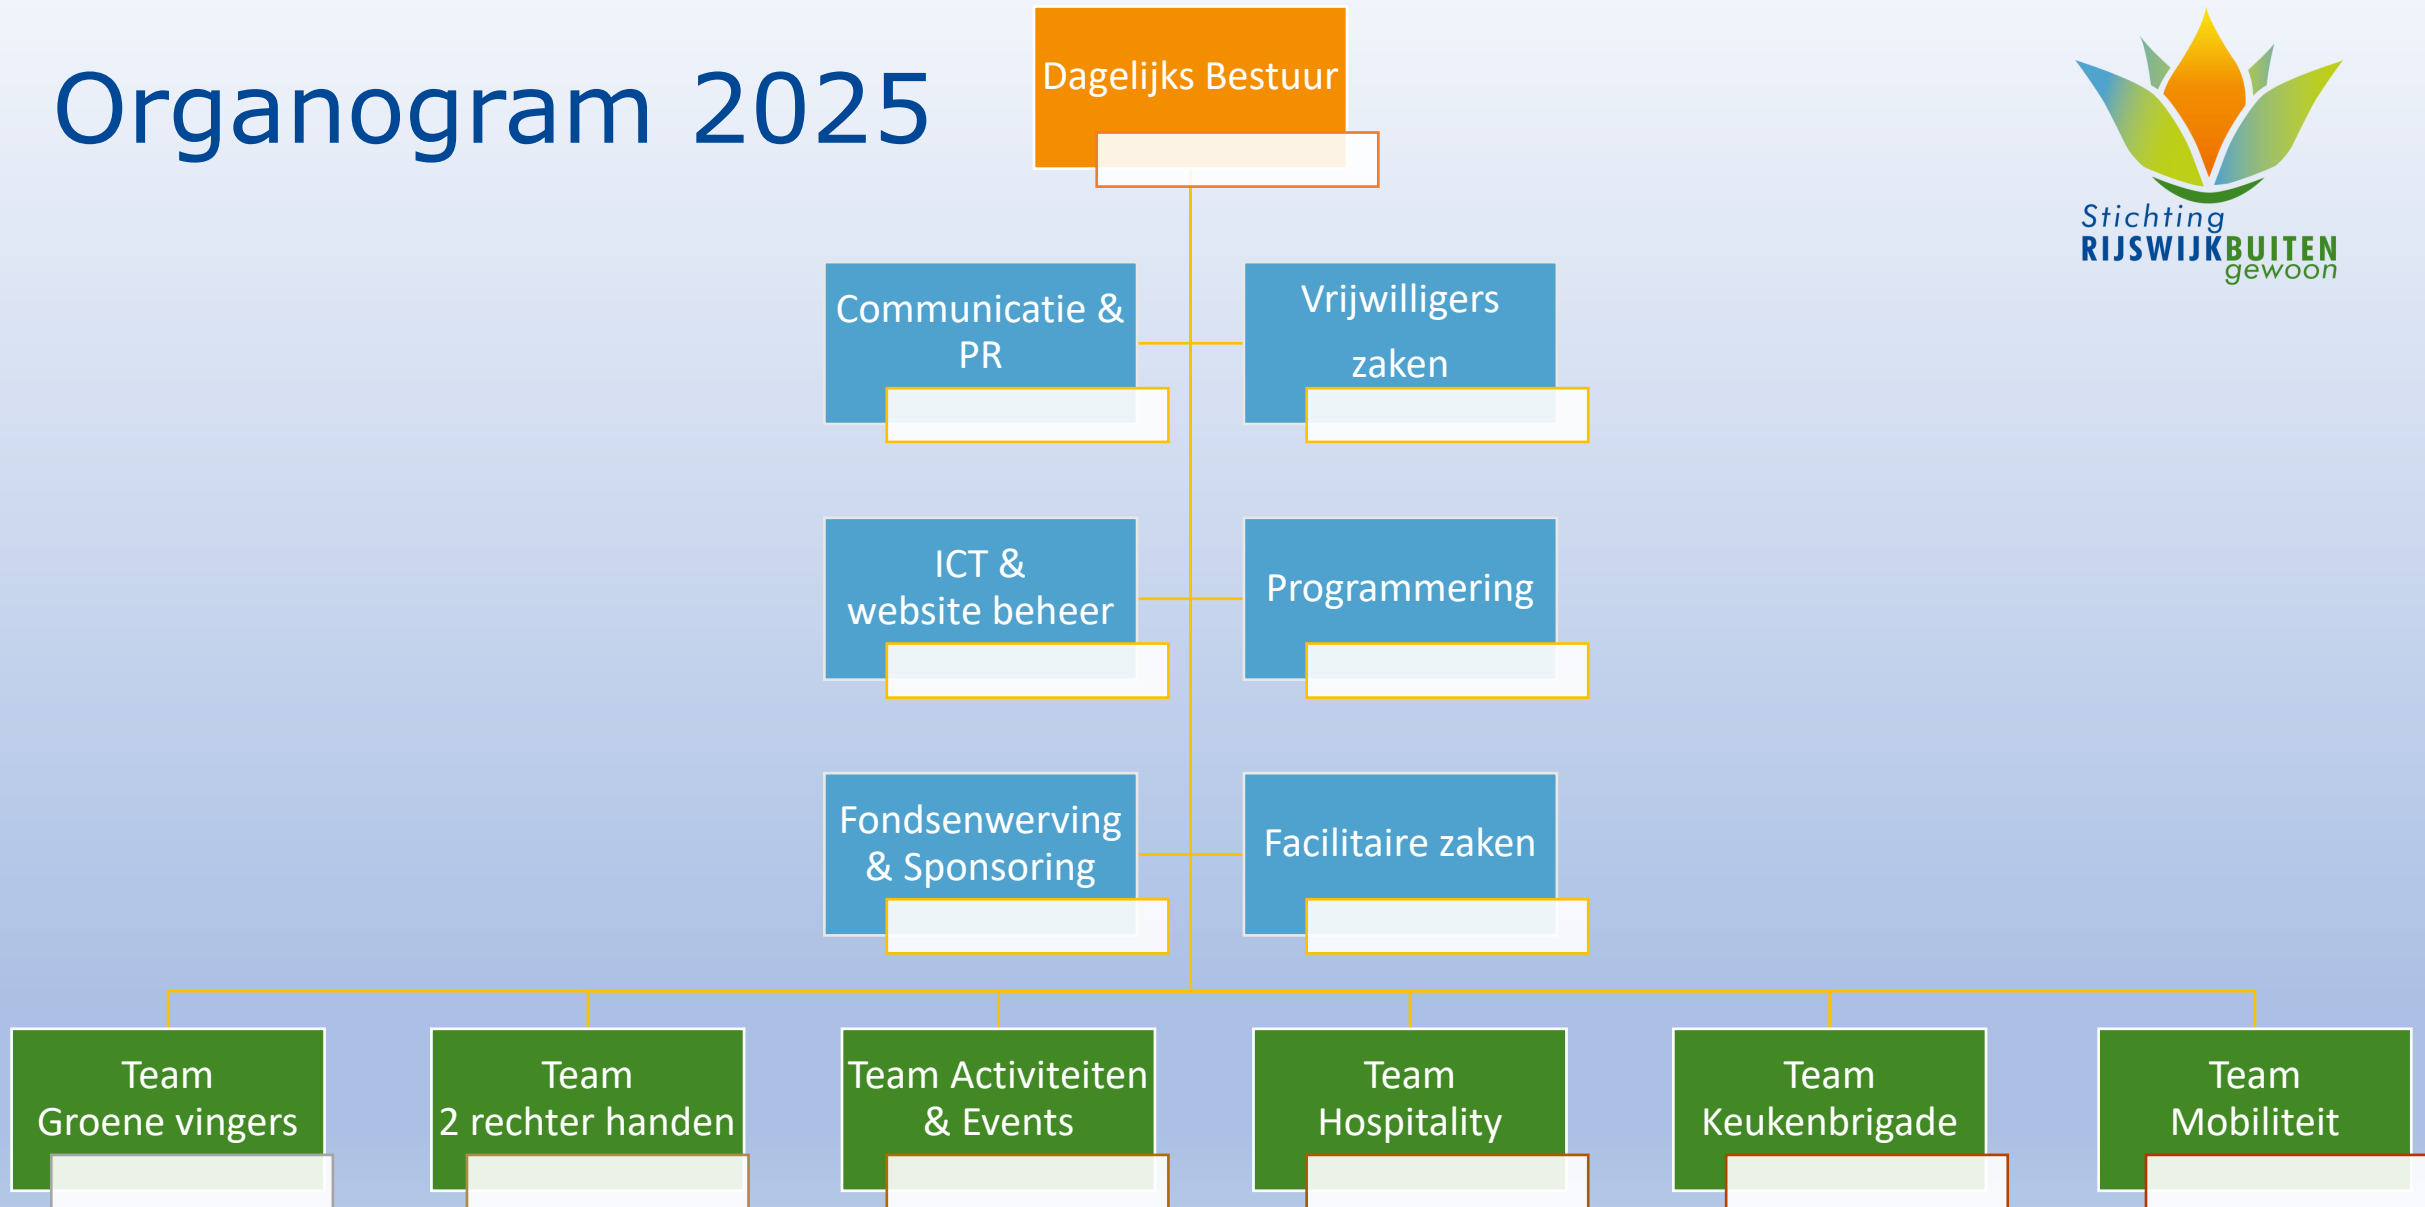 Organogram 2025
Dagelijks Bestuur
Stichting
RIJSWIJKBUITEN
gewoon
Communicatie &
PR
Vrijwilligers
zaken
ICT &
website beheer
Programmering
Fondsenwerving
& Sponsoring
Facilitaire zaken
Team
Groene vingers
Team
2 rechter handen
Team Activiteiten
& Events
Team
Hospitality
Team
Keukenbrigade
Team
Mobiliteit